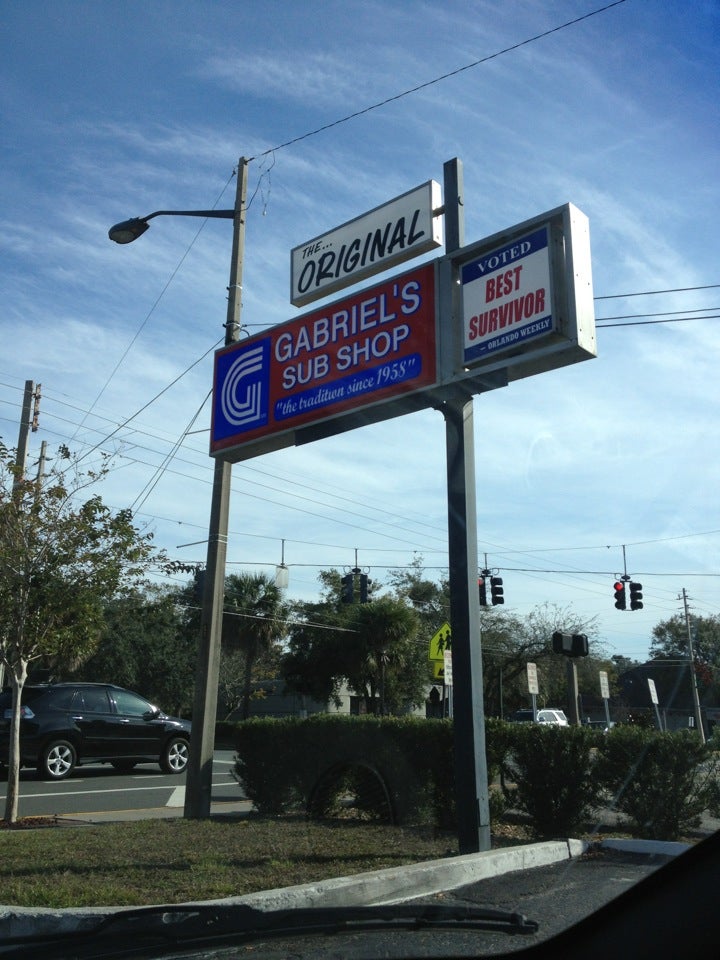 THE...
ORIGINAL
G
GABRIEL'S
SUB SHOP
"the tradition since 1958"
VOTED
BEST
SURVIVOR
- ORLANDO WEEKLY